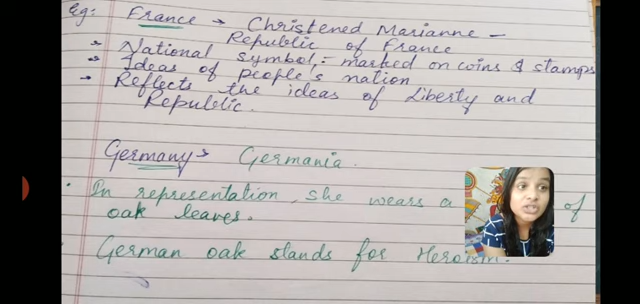 Eg: France → Christened Marianne -
Republic of France
→ National symbol,- marked on coins & stamps
→ Ideas of people's nation
→ Reflects the ideas of Liberty and
Republic.
Germany → Germania.
• In representation, she wears a of
oak leaves.
• German oak stands for Heroism.